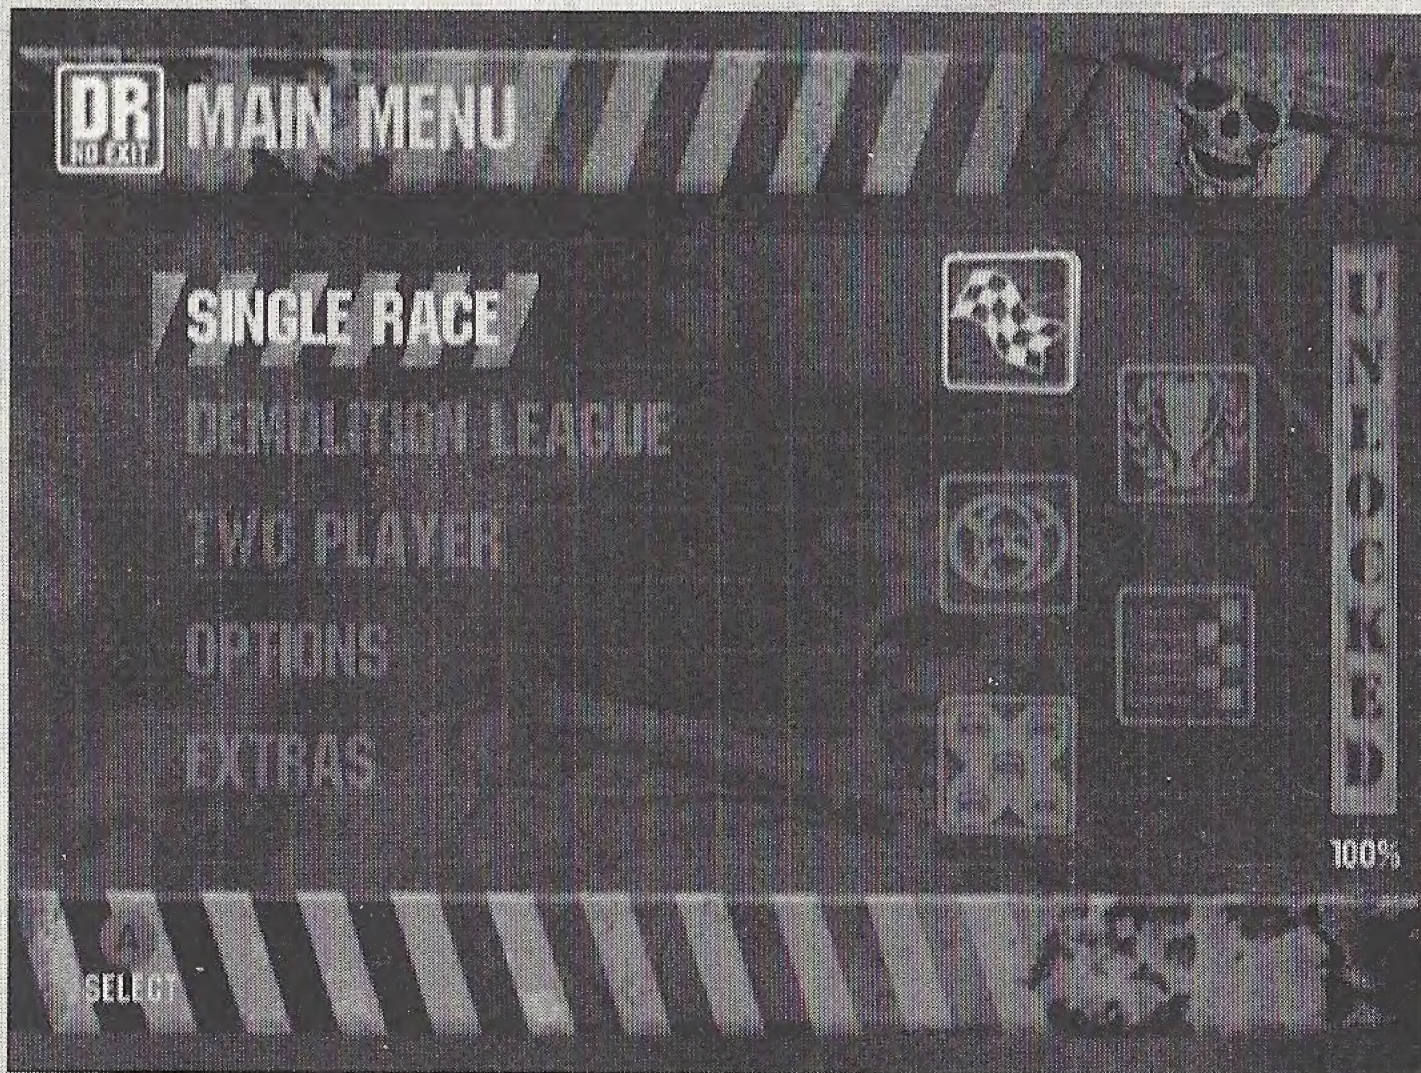 DR
NO EXIT
MAIN MENU
SINGLE RACE
DEMOLITION LEAGUE
TWO PLAYER
OPTIONS
EXTRAS
UNLOCKED
100%
A
SELECT